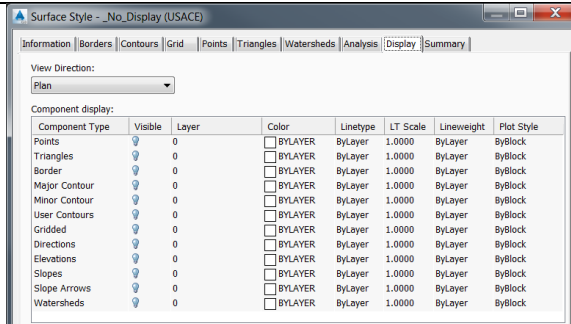 Surface Style - _No_Display (USACE)
Information Borders Contours Grid Points Triangles Watersheds Analysis Display Summary
View Direction:
Plan
Component display:
Component Type Visible Layer Color Linetype LT Scale Lineweight Plot Style
Points 0 BYLAYER ByLayer 1.0000 ByLayer ByBlock
Triangles 0 BYLAYER ByLayer 1.0000 ByLayer ByBlock
Border 0 BYLAYER ByLayer 1.0000 ByLayer ByBlock
Major Contour 0 BYLAYER ByLayer 1.0000 ByLayer ByBlock
Minor Contour 0 BYLAYER ByLayer 1.0000 ByLayer ByBlock
User Contours 0 BYLAYER ByLayer 1.0000 ByLayer ByBlock
Gridded 0 BYLAYER ByLayer 1.0000 ByLayer ByBlock
Directions 0 BYLAYER ByLayer 1.0000 ByLayer ByBlock
Elevations 0 BYLAYER ByLayer 1.0000 ByLayer ByBlock
Slopes 0 BYLAYER ByLayer 1.0000 ByLayer ByBlock
Slope Arrows 0 BYLAYER ByLayer 1.0000 ByLayer ByBlock
Watersheds 0 BYLAYER ByLayer 1.0000 ByLayer ByBlock